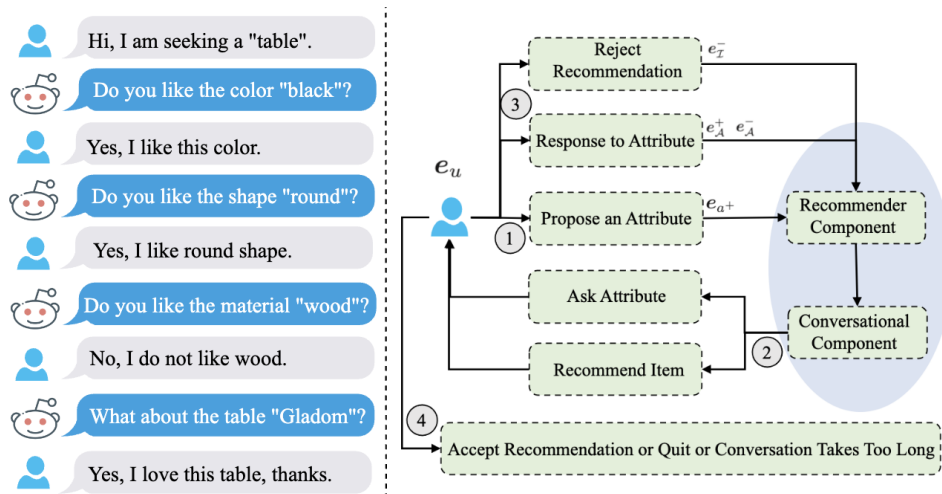 Hi, I am seeking a "table".
Do you like the color "black"?
Yes, I like this color.
Do you like the shape "round"?
Yes, I like round shape.
Do you like the material "wood"?
No, I do not like wood.
What about the table "Gladom"?
Yes, I love this table, thanks.
Reject
Recommendation
e_I^-
3
Response to Attribute
e_A^+ e_A^-
e_u
Propose an Attribute
e_{a^+}
1
Recommender
Component
Ask Attribute
Conversational
Component
2
Recommend Item
4
Accept Recommendation or Quit or Conversation Takes Too Long